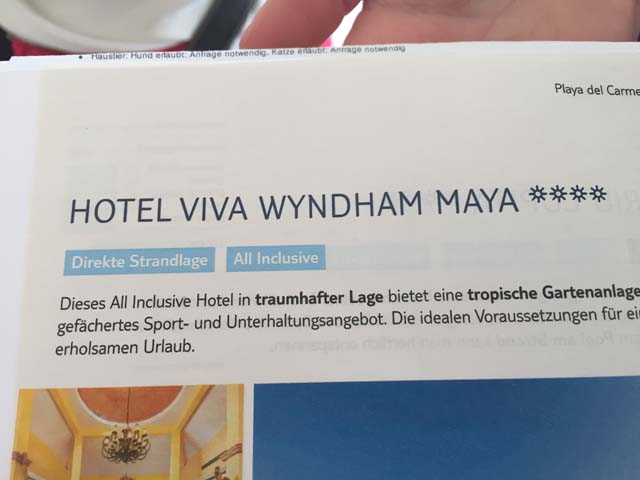 • Haustier: Hund erlaubt: Anfrage notwendig, Katze erlaubt: Anfrage notwendig
Playa del Carme
HOTEL VIVA WYNDHAM MAYA ☼☼☼☼
Direkte Strandlage All Inclusive
Dieses All Inclusive Hotel in traumhafter Lage bietet eine tropische Gartenanlage
gefächertes Sport- und Unterhaltungsangebot. Die idealen Voraussetzungen für ei
erholsamen Urlaub.